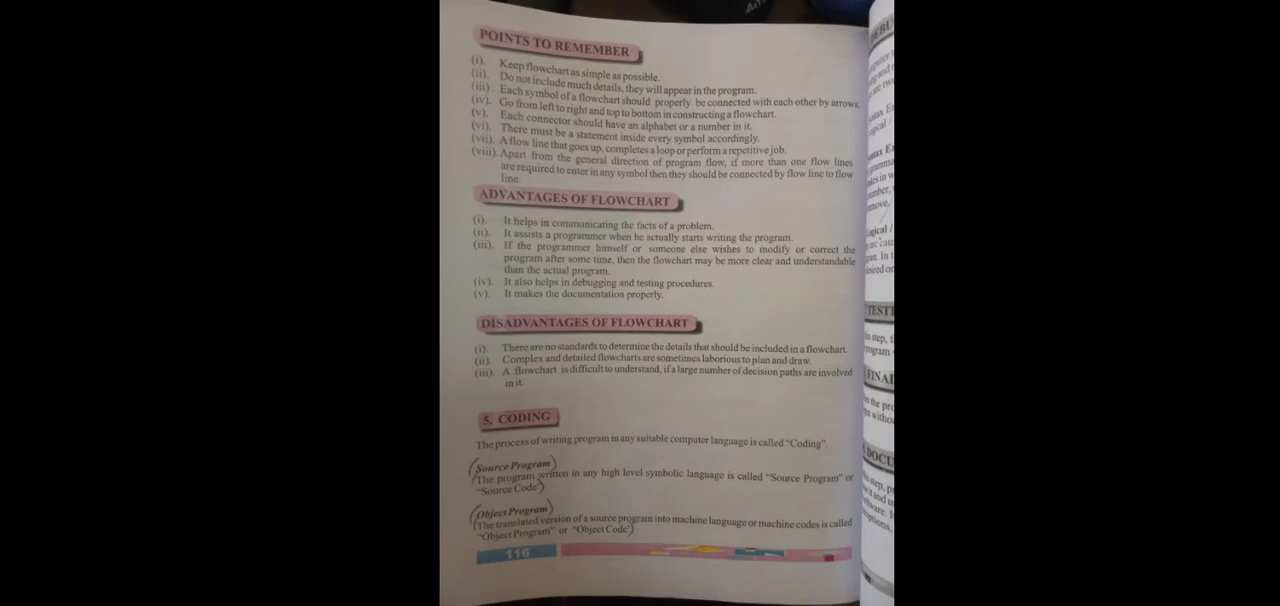 POINTS TO REMEMBER
(i). Keep flowchart as simple as possible.
(ii). Do not include much details, they will appear in the program.
(iii). Each symbol of a flowchart should properly be connected with each other by arrows.
(iv). Go from left to right and top to bottom in constructing a flowchart.
(v). Each connector should have an alphabet or a number in it.
(vi). There must be a statement inside every symbol accordingly.
(vii). A flow line that goes up, completes a loop or perform a repetitive job.
(viii). Apart from the general direction of program flow, if more than one flow lines
are required to enter in any symbol then they should be connected by flow line to flow
line.
ADVANTAGES OF FLOWCHART
(i). It helps in communicating the facts of a problem.
(ii). It assists a programmer when he actually starts writing the program.
(iii). If the programmer himself or someone else wishes to modify or correct the
program after some time, then the flowchart may be more clear and understandable
than the actual program.
(iv). It also helps in debugging and testing procedures.
(v). It makes the documentation property.
DISADVANTAGES OF FLOWCHART
(i). There are no standards to determine the details that should be included in a flowchart.
(ii). Complex and detailed flowcharts are sometimes laborious to plan and draw.
(iii). A flowchart is difficult to understand, if a large number of decision paths are involved
in it.
5. CODING
The process of writing program in any suitable computer language is called "Coding".
(Source Program)
(The program written in any high level symbolic language is called "Source Program" or
"Source Code")
(Object Program)
(The translated version of a source program into machine language or machine codes is called
"Object Program" or "Object Code")
116